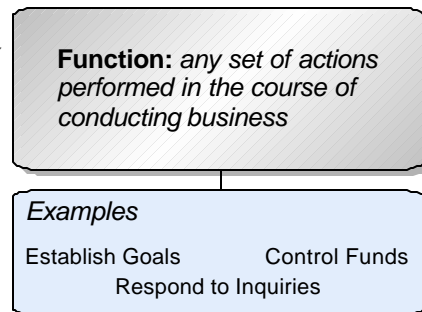 Function: any set of actions
performed in the course of
conducting business
Examples
Establish Goals Control Funds
Respond to Inquiries